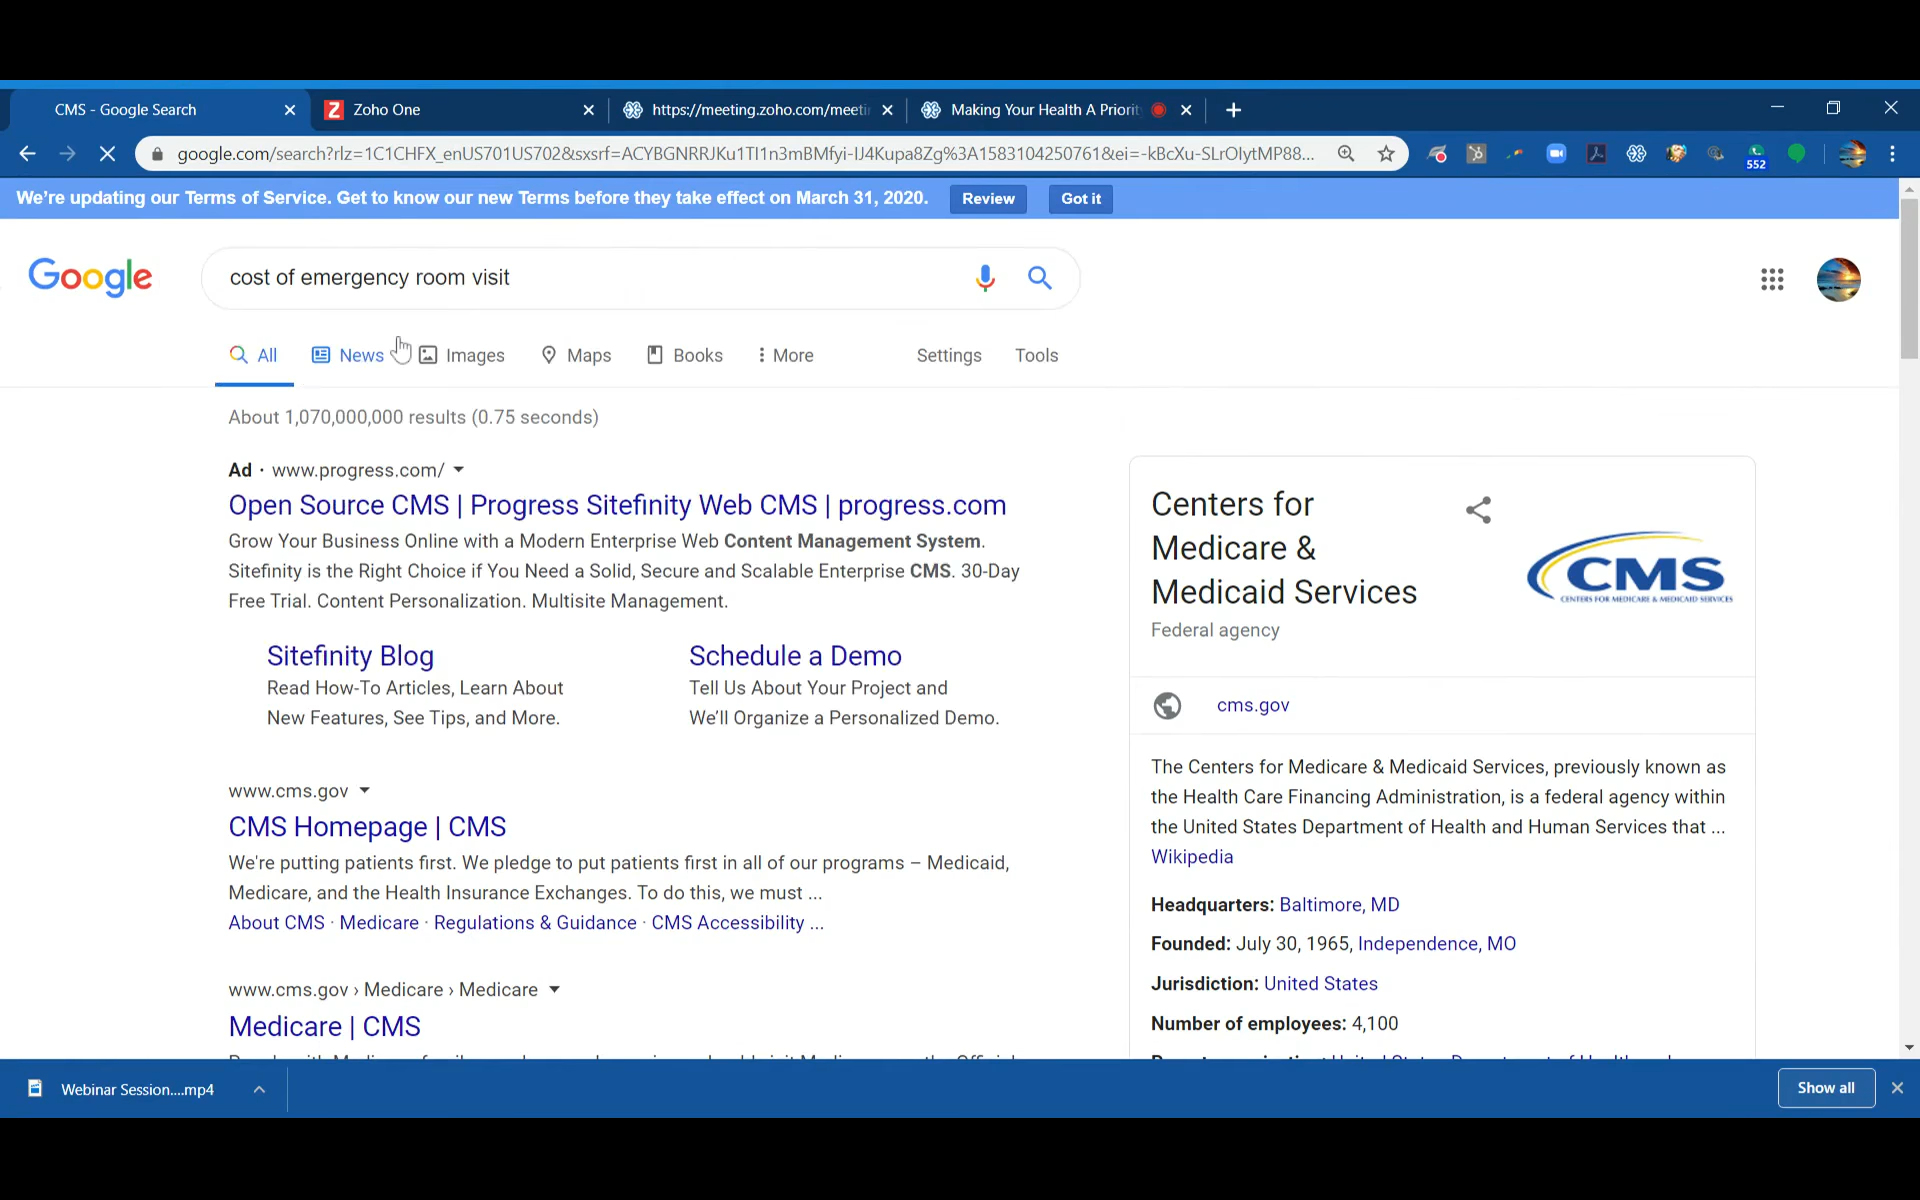 CMS - Google Search
Zoho One
https://meeting.zoho.com/meeti
Making Your Health A Priorit
google.com/search?rlz=1C1CHFX_enUS701US702&sxsrf=ACYBGNRRJKu1TI1n3mBMfyi-IJ4Kupa8Zg%3A1583104250761&ei=-kBcXu-SLrOIytMP88...
552
We're updating our Terms of Service. Get to know our new Terms before they take effect on March 31, 2020.
Review
Got it
Google
cost of emergency room visit
All
News
Images
Maps
Books
More
Settings
Tools
About 1,070,000,000 results (0.75 seconds)
Ad · www.progress.com/
Open Source CMS | Progress Sitefinity Web CMS | progress.com
Grow Your Business Online with a Modern Enterprise Web Content Management System.
Sitefinity is the Right Choice if You Need a Solid, Secure and Scalable Enterprise CMS. 30-Day
Free Trial. Content Personalization. Multisite Management.
Sitefinity Blog
Read How-To Articles, Learn About
New Features, See Tips, and More.
Schedule a Demo
Tell Us About Your Project and
We'll Organize a Personalized Demo.
www.cms.gov
CMS Homepage | CMS
We're putting patients first. We pledge to put patients first in all of our programs – Medicaid,
Medicare, and the Health Insurance Exchanges. To do this, we must ...
About CMS · Medicare · Regulations & Guidance · CMS Accessibility ...
www.cms.gov › Medicare › Medicare
Medicare | CMS
Centers for
Medicare &
Medicaid Services
Federal agency
CMS
CENTERS FOR MEDICARE & MEDICAID SERVICES
cms.gov
The Centers for Medicare & Medicaid Services, previously known as
the Health Care Financing Administration, is a federal agency within
the United States Department of Health and Human Services that ...
Wikipedia
Headquarters: Baltimore, MD
Founded: July 30, 1965, Independence, MO
Jurisdiction: United States
Number of employees: 4,100
Webinar Session....mp4
Show all